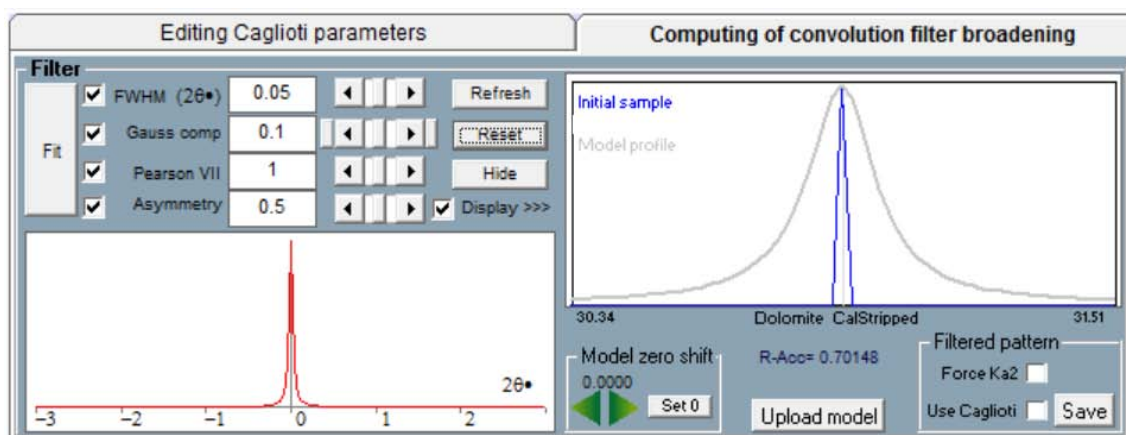 Editing Caglioti parameters
Computing of convolution filter broadening
Filter
Fit
FWHM (2θ•) 0.05 Refresh
Gauss comp 0.1 Reset
Pearson VII 1 Hide
Asymmetry 0.5 Display >>>
2θ•
−3 −2 −1 0 1 2
Initial sample
Model profile
30.34 Dolomite CalStripped 31.51
Model zero shift
0.0000
Set 0
R-Acc= 0.70148
Upload model
Filtered pattern
Force Ka2
Use Caglioti Save